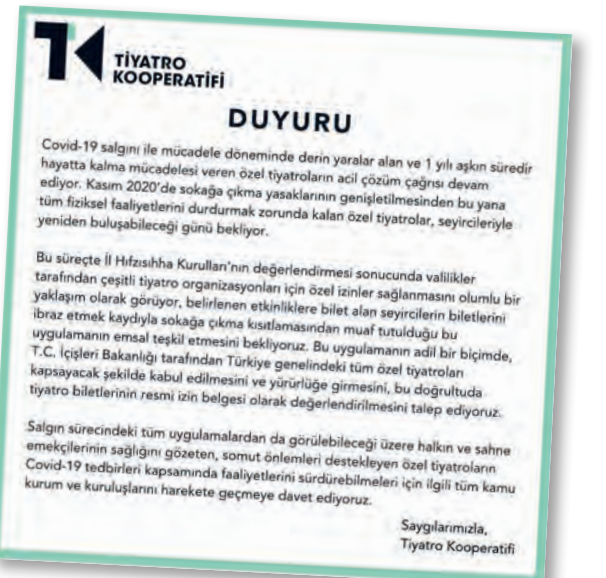 TİYATRO
KOOPERATİFİ
DUYURU
Covid-19 salgını ile mücadele döneminde derin yaralar alan ve 1 yılı aşkın süredir
hayatta kalma mücadelesi veren özel tiyatroların acil çözüm çağrısı devam
ediyor. Kasım 2020'de sokağa çıkma yasaklarının genişletilmesinden bu yana
tüm fiziksel faaliyetlerini durdurmak zorunda kalan özel tiyatrolar, seyircileriyle
yeniden buluşabileceği günü bekliyor.
Bu süreçte İl Hıfzısıhha Kurulları'nın değerlendirmesi sonucunda valilikler
tarafından çeşitli tiyatro organizasyonları için özel izinler sağlanmasını olumlu bir
yaklaşım olarak görüyor, belirlenen etkinliklere bilet alan seyircilerin biletlerini
ibraz etmek kaydıyla sokağa çıkma kısıtlamasından muaf tutulduğu bu
uygulamanın emsal teşkil etmesini bekliyoruz. Bu uygulamanın adil bir biçimde,
T.C. İçişleri Bakanlığı tarafından Türkiye genelindeki tüm özel tiyatroları
kapsayacak şekilde kabul edilmesini ve yürürlüğe girmesini, bu doğrultuda
tiyatro biletlerinin resmi izin belgesi olarak değerlendirilmesini talep ediyoruz.
Salgın sürecindeki tüm uygulamalardan da görülebileceği üzere halkın ve sahne
emekçilerinin sağlığını gözeten, somut önlemleri destekleyen özel tiyatroların
Covid-19 tedbirleri kapsamında faaliyetlerini sürdürebilmeleri için ilgili tüm kamu
kurum ve kuruluşlarını harekete geçmeye davet ediyoruz.
Saygılarımızla,
Tiyatro Kooperatifi